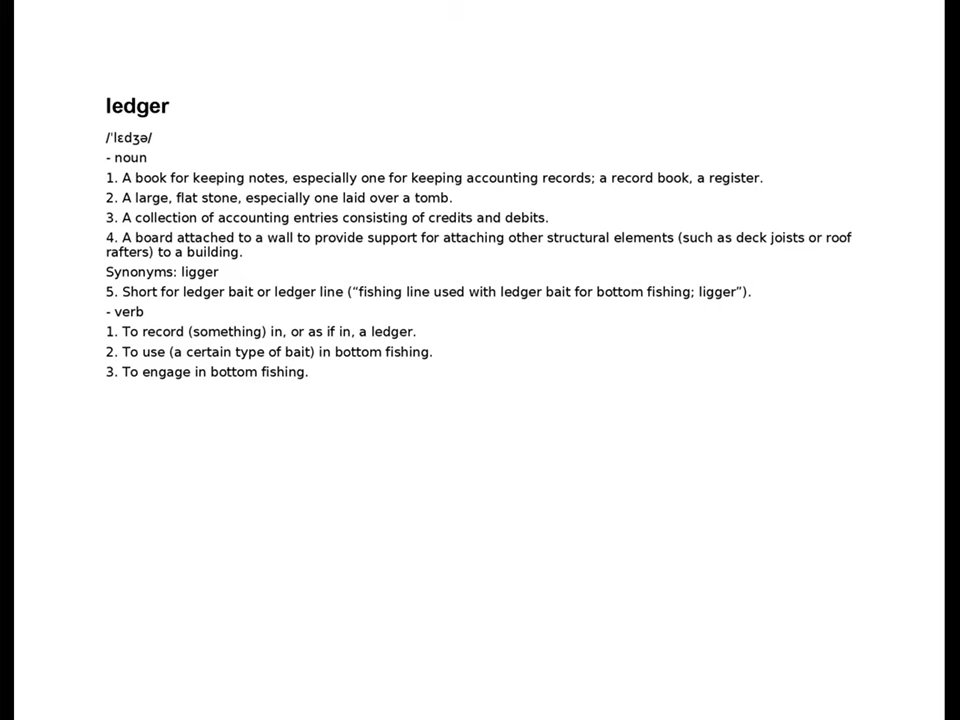 ledger
/ˈlɛdʒə/
- noun
1. A book for keeping notes, especially one for keeping accounting records; a record book, a register.
2. A large, flat stone, especially one laid over a tomb.
3. A collection of accounting entries consisting of credits and debits.
4. A board attached to a wall to provide support for attaching other structural elements (such as deck joists or roof
rafters) to a building.
Synonyms: ligger
5. Short for ledger bait or ledger line (“fishing line used with ledger bait for bottom fishing; ligger”).
- verb
1. To record (something) in, or as if in, a ledger.
2. To use (a certain type of bait) in bottom fishing.
3. To engage in bottom fishing.